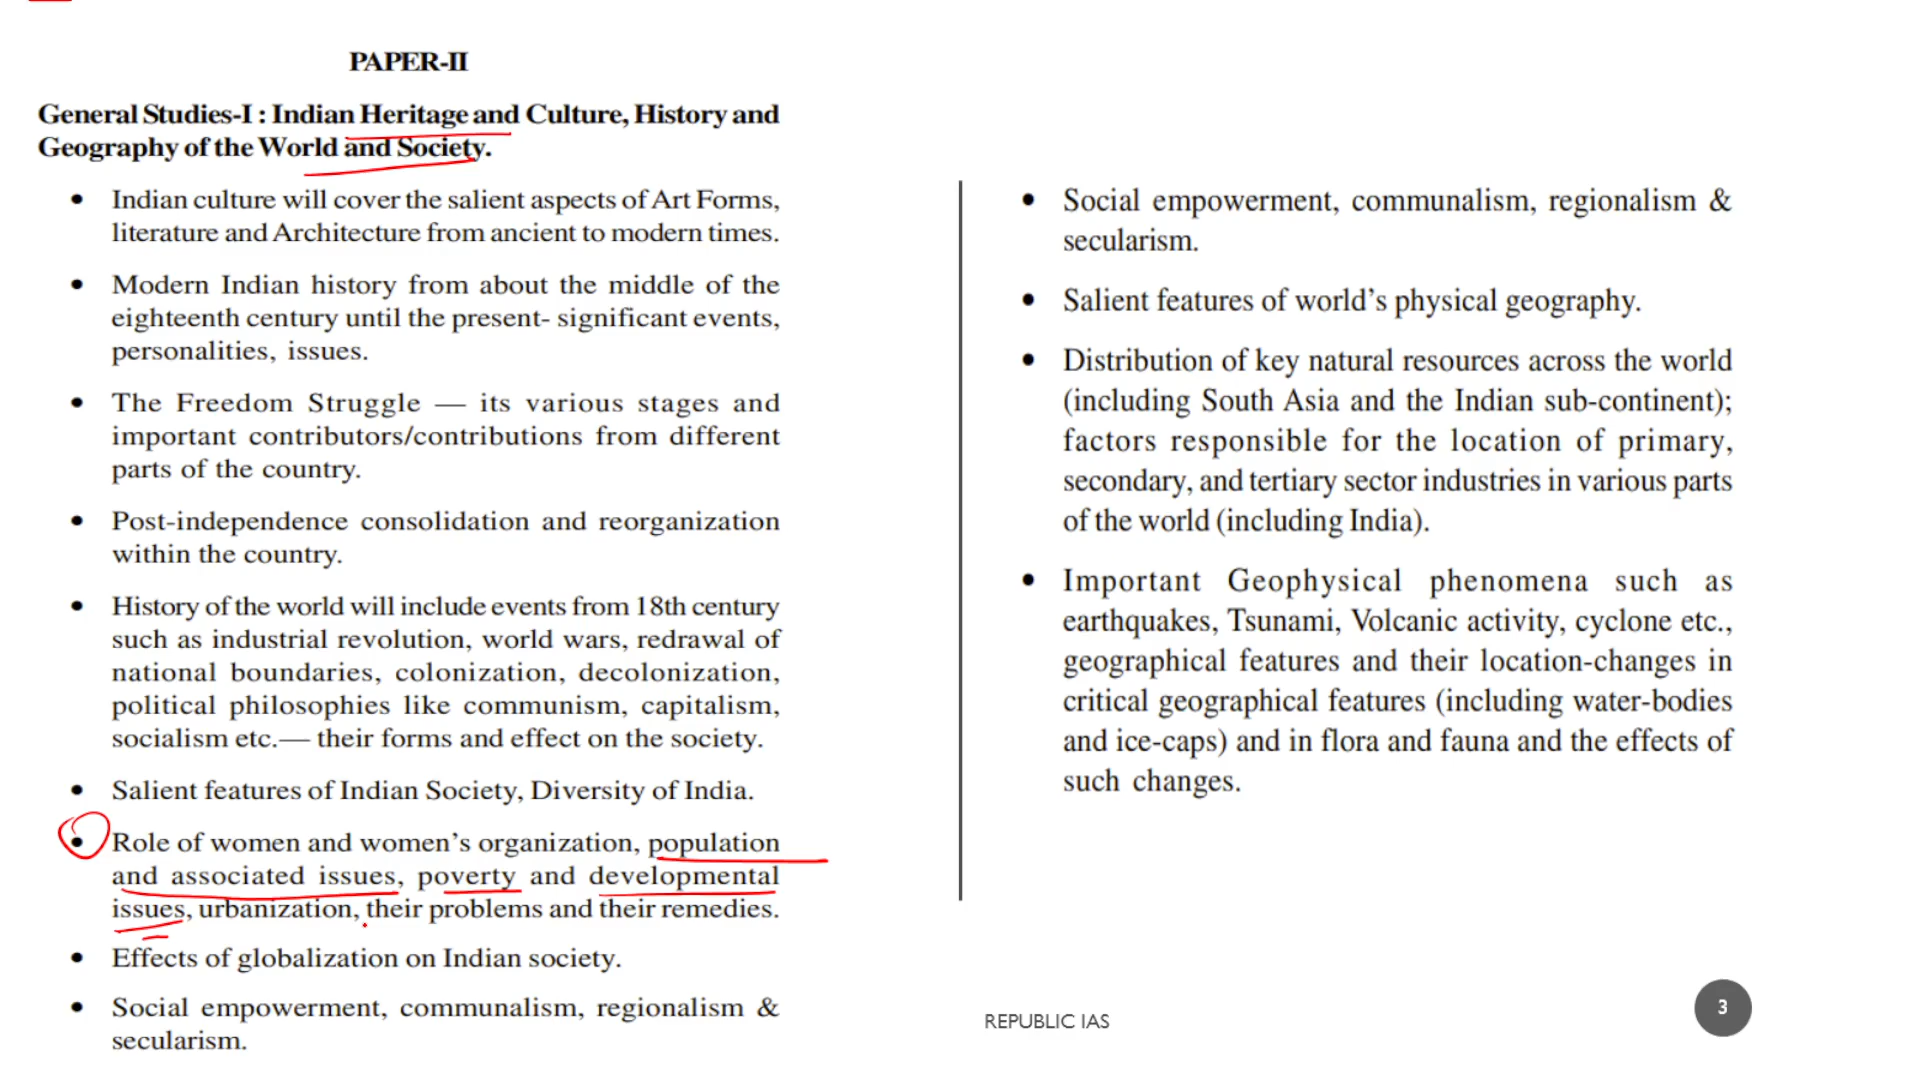 PAPER-II
General Studies-I : Indian Heritage and Culture, History and
Geography of the World and Society.
• Indian culture will cover the salient aspects of Art Forms,
literature and Architecture from ancient to modern times.
• Modern Indian history from about the middle of the
eighteenth century until the present- significant events,
personalities, issues.
• The Freedom Struggle — its various stages and
important contributors/contributions from different
parts of the country.
• Post-independence consolidation and reorganization
within the country.
• History of the world will include events from 18th century
such as industrial revolution, world wars, redrawal of
national boundaries, colonization, decolonization,
political philosophies like communism, capitalism,
socialism etc.— their forms and effect on the society.
• Salient features of Indian Society, Diversity of India.
• Role of women and women’s organization, population
and associated issues, poverty and developmental
issues, urbanization, their problems and their remedies.
• Effects of globalization on Indian society.
• Social empowerment, communalism, regionalism &
secularism.
• Social empowerment, communalism, regionalism &
secularism.
• Salient features of world’s physical geography.
• Distribution of key natural resources across the world
(including South Asia and the Indian sub-continent);
factors responsible for the location of primary,
secondary, and tertiary sector industries in various parts
of the world (including India).
• Important Geophysical phenomena such as
earthquakes, Tsunami, Volcanic activity, cyclone etc.,
geographical features and their location-changes in
critical geographical features (including water-bodies
and ice-caps) and in flora and fauna and the effects of
such changes.
REPUBLIC IAS
3